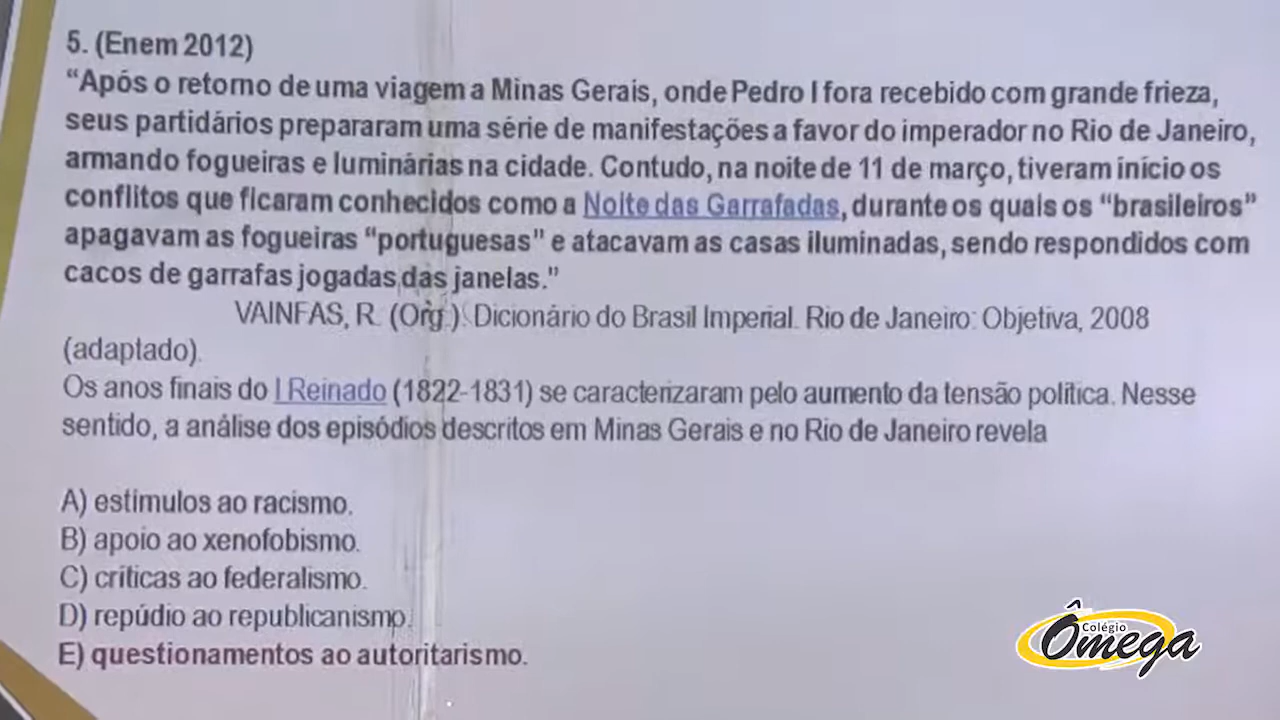 5. (Enem 2012)
“Após o retorno de uma viagem a Minas Gerais, onde Pedro I fora recebido com grande frieza,
seus partidários prepararam uma série de manifestações a favor do imperador no Rio de Janeiro,
armando fogueiras e luminárias na cidade. Contudo, na noite de 11 de março, tiveram início os
conflitos que ficaram conhecidos como a Noite das Garrafadas, durante os quais os “brasileiros”
apagavam as fogueiras “portuguesas” e atacavam as casas iluminadas, sendo respondidos com
cacos de garrafas jogadas das janelas.”
VAINFAS, R. (Org.). Dicionário do Brasil Imperial. Rio de Janeiro: Objetiva, 2008
(adaptado).
Os anos finais do I Reinado (1822-1831) se caracterizaram pelo aumento da tensão política. Nesse
sentido, a análise dos episódios descritos em Minas Gerais e no Rio de Janeiro revela
A) estímulos ao racismo.
B) apoio ao xenofobismo.
C) críticas ao federalismo.
D) repúdio ao republicanismo.
E) questionamentos ao autoritarismo.
Colégio
Ômega